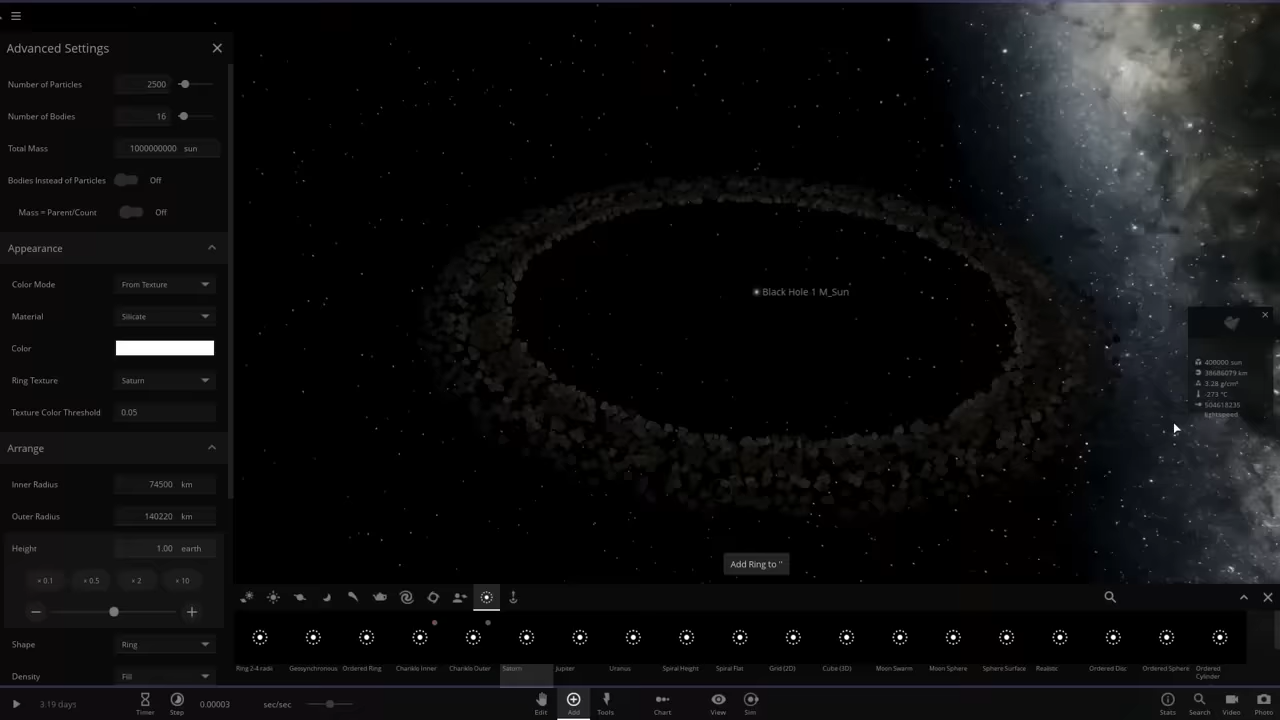 Advanced Settings
Number of Particles 2500
Number of Bodies 16
Total Mass 1000000000 sun
Bodies Instead of Particles Off
Mass = Parent/Count Off
Appearance
Color Mode From Texture
Material Silicate
Color
Ring Texture Saturn
Texture Color Threshold 0.05
Arrange
Inner Radius 74500 km
Outer Radius 140220 km
Height 1.00 earth
× 0.1 × 0.5 × 2 × 10
Shape Ring
Density Fill
Black Hole 1 M_Sun
400000 sun
39686079 km
3.28 g/cm³
-273 °C
504618235
lightspeed
Add Ring to ''
Ring 2-4 radii Geosynchronous Ordered Ring Chariklo Inner Chariklo Outer Saturn Jupiter Uranus Spiral Height Spiral Flat Grid (2D) Cube (3D) Moon Swarm Moon Sphere Sphere Surface Realistic Ordered Disc Ordered Sphere Ordered
Cylinder
3:19 days Timer Step 0.00003 sec/sec Edit Add Tools Chart View Sim Stats Search Video Photo